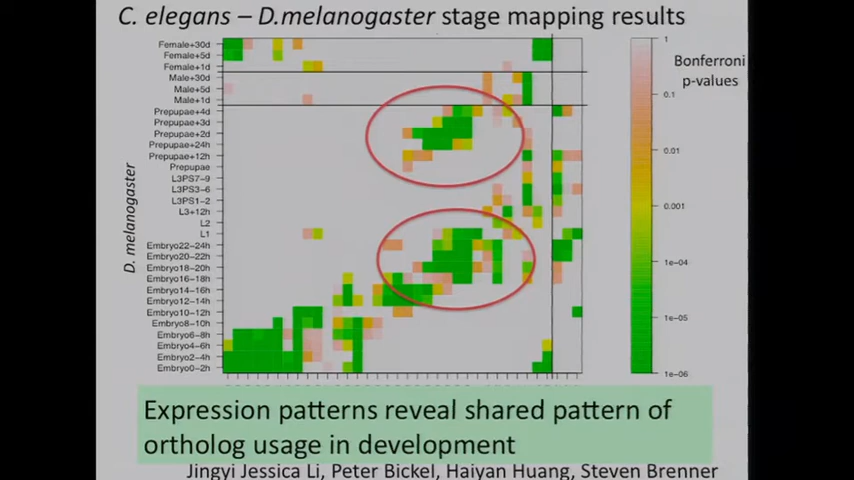 C. elegans – D.melanogaster stage mapping results
Female+30d
Female+5d
Female+1d
Male+30d
Male+5d
Male+1d
Prepupae+4d
Prepupae+3d
Prepupae+2d
Prepupae+24h
Prepupae+12h
Prepupae
L3PS7-9
L3PS3-6
L3PS1-2
L3+12h
L2
L1
Embryo22-24h
Embryo20-22h
Embryo18-20h
Embryo16-18h
Embryo14-16h
Embryo12-14h
Embryo10-12h
Embryo8-10h
Embryo6-8h
Embryo4-6h
Embryo2-4h
Embryo0-2h
D. melanogaster
1
0.1
0.01
0.001
1e-04
1e-05
1e-06
Bonferroni
p-values
Expression patterns reveal shared pattern of
ortholog usage in development
Jingyi Jessica Li, Peter Bickel, Haiyan Huang, Steven Brenner